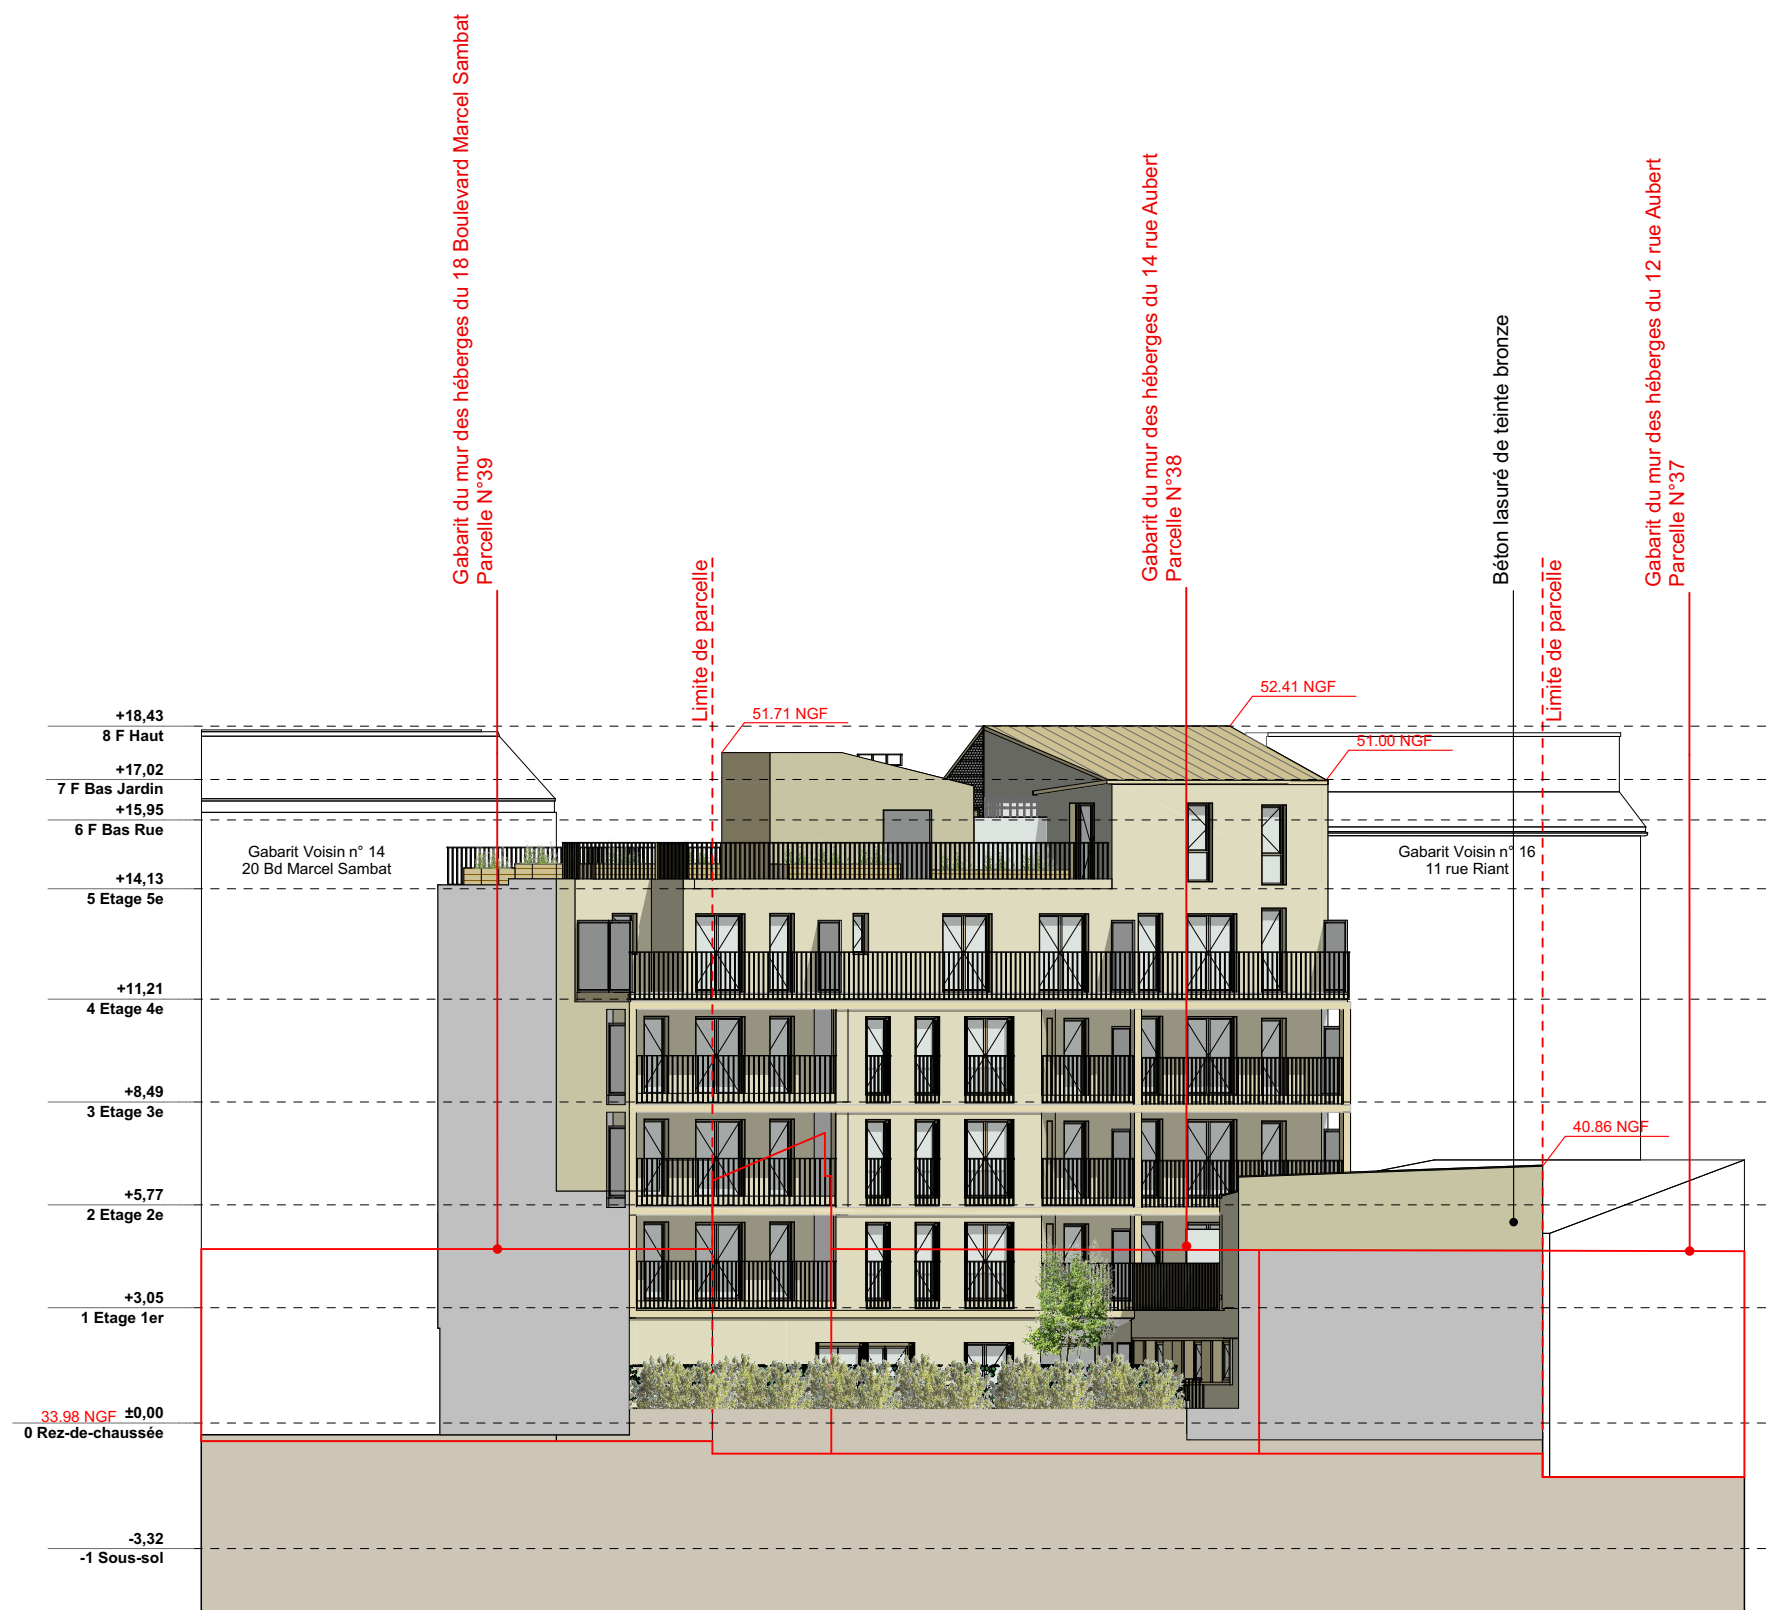 Gabarit du mur des héberges du 18 Boulevard Marcel Sambat
Parcelle N°39
Gabarit du mur des héberges du 14 rue Aubert
Parcelle N°38
Béton lasuré de teinte bronze
Gabarit du mur des héberges du 12 rue Aubert
Parcelle N°37
Limite de parcelle
Limite de parcelle
52.41 NGF
51.71 NGF
51.00 NGF
+18,43
8 F Haut
+17,02
7 F Bas Jardin
+15,95
6 F Bas Rue
Gabarit Voisin n° 14
20 Bd Marcel Sambat
Gabarit Voisin n° 16
11 rue Riant
+14,13
5 Etage 5e
+11,21
4 Etage 4e
+8,49
3 Etage 3e
40.86 NGF
+5,77
2 Etage 2e
+3,05
1 Etage 1er
33.98 NGF ±0,00
0 Rez-de-chaussée
-3,32
-1 Sous-sol